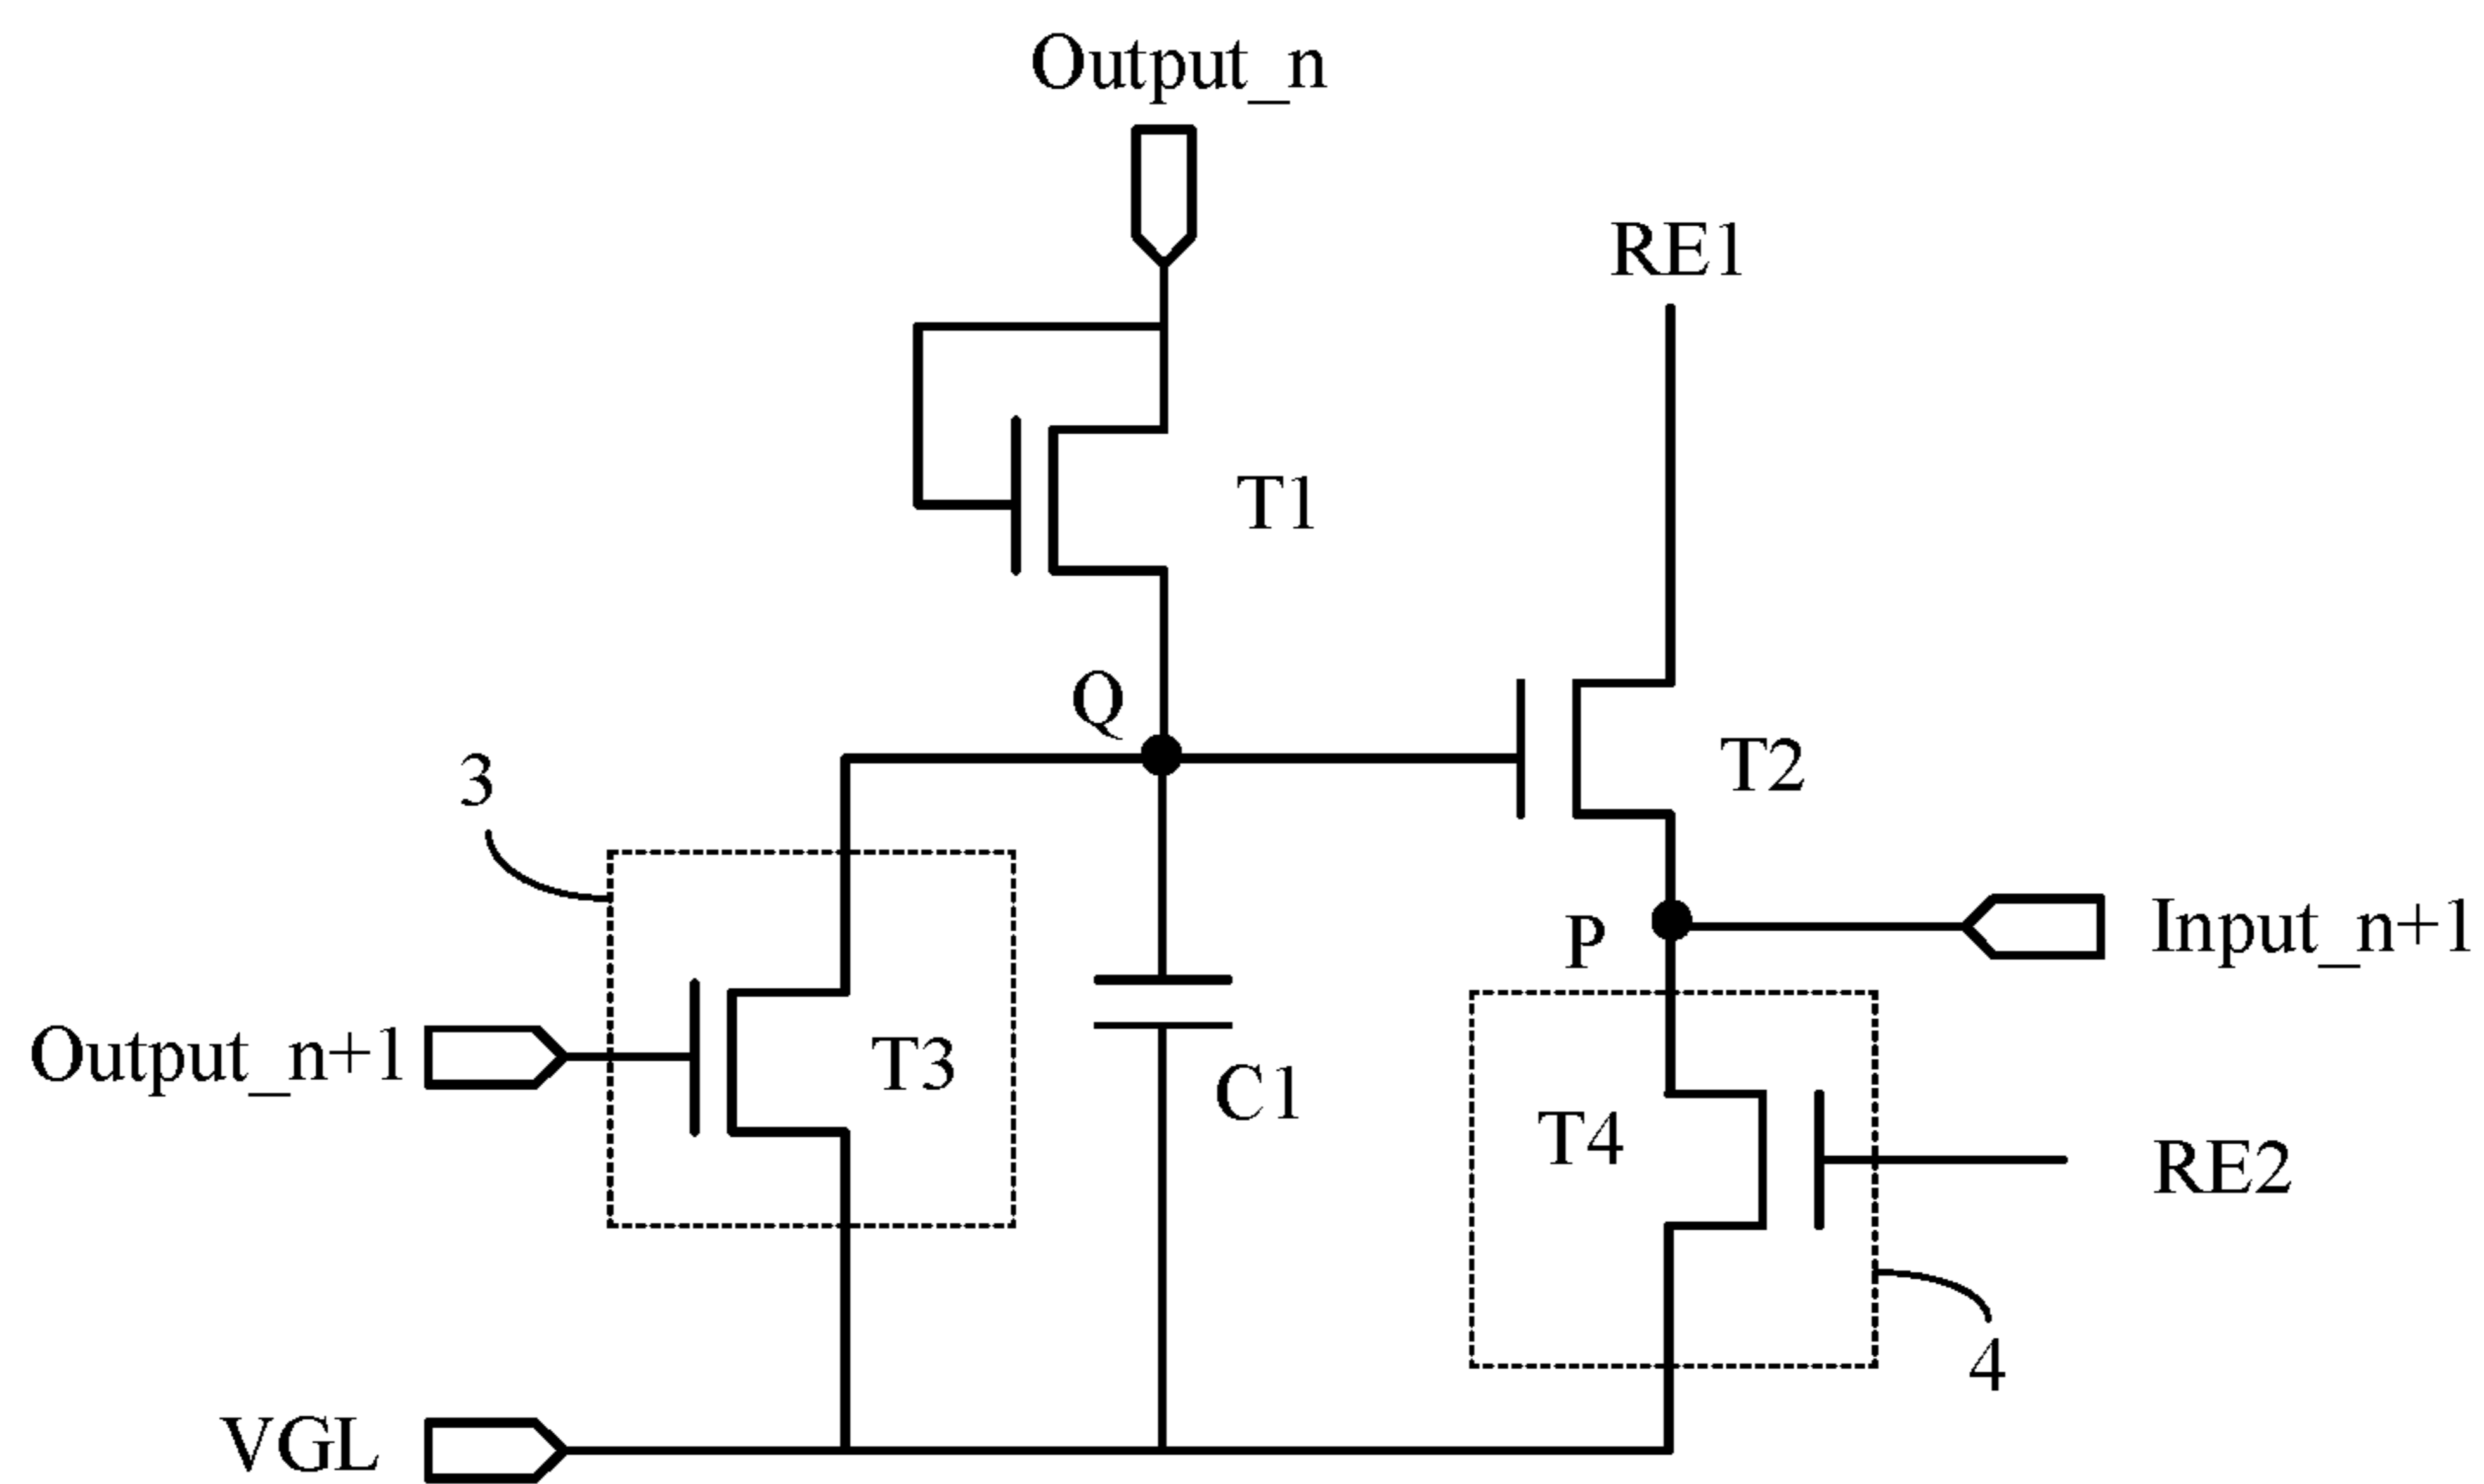 Output_n
RE1
T1
Q
3
T2
P
Input_n+1
Output_n+1
T3
C1
T4
RE2
4
VGL